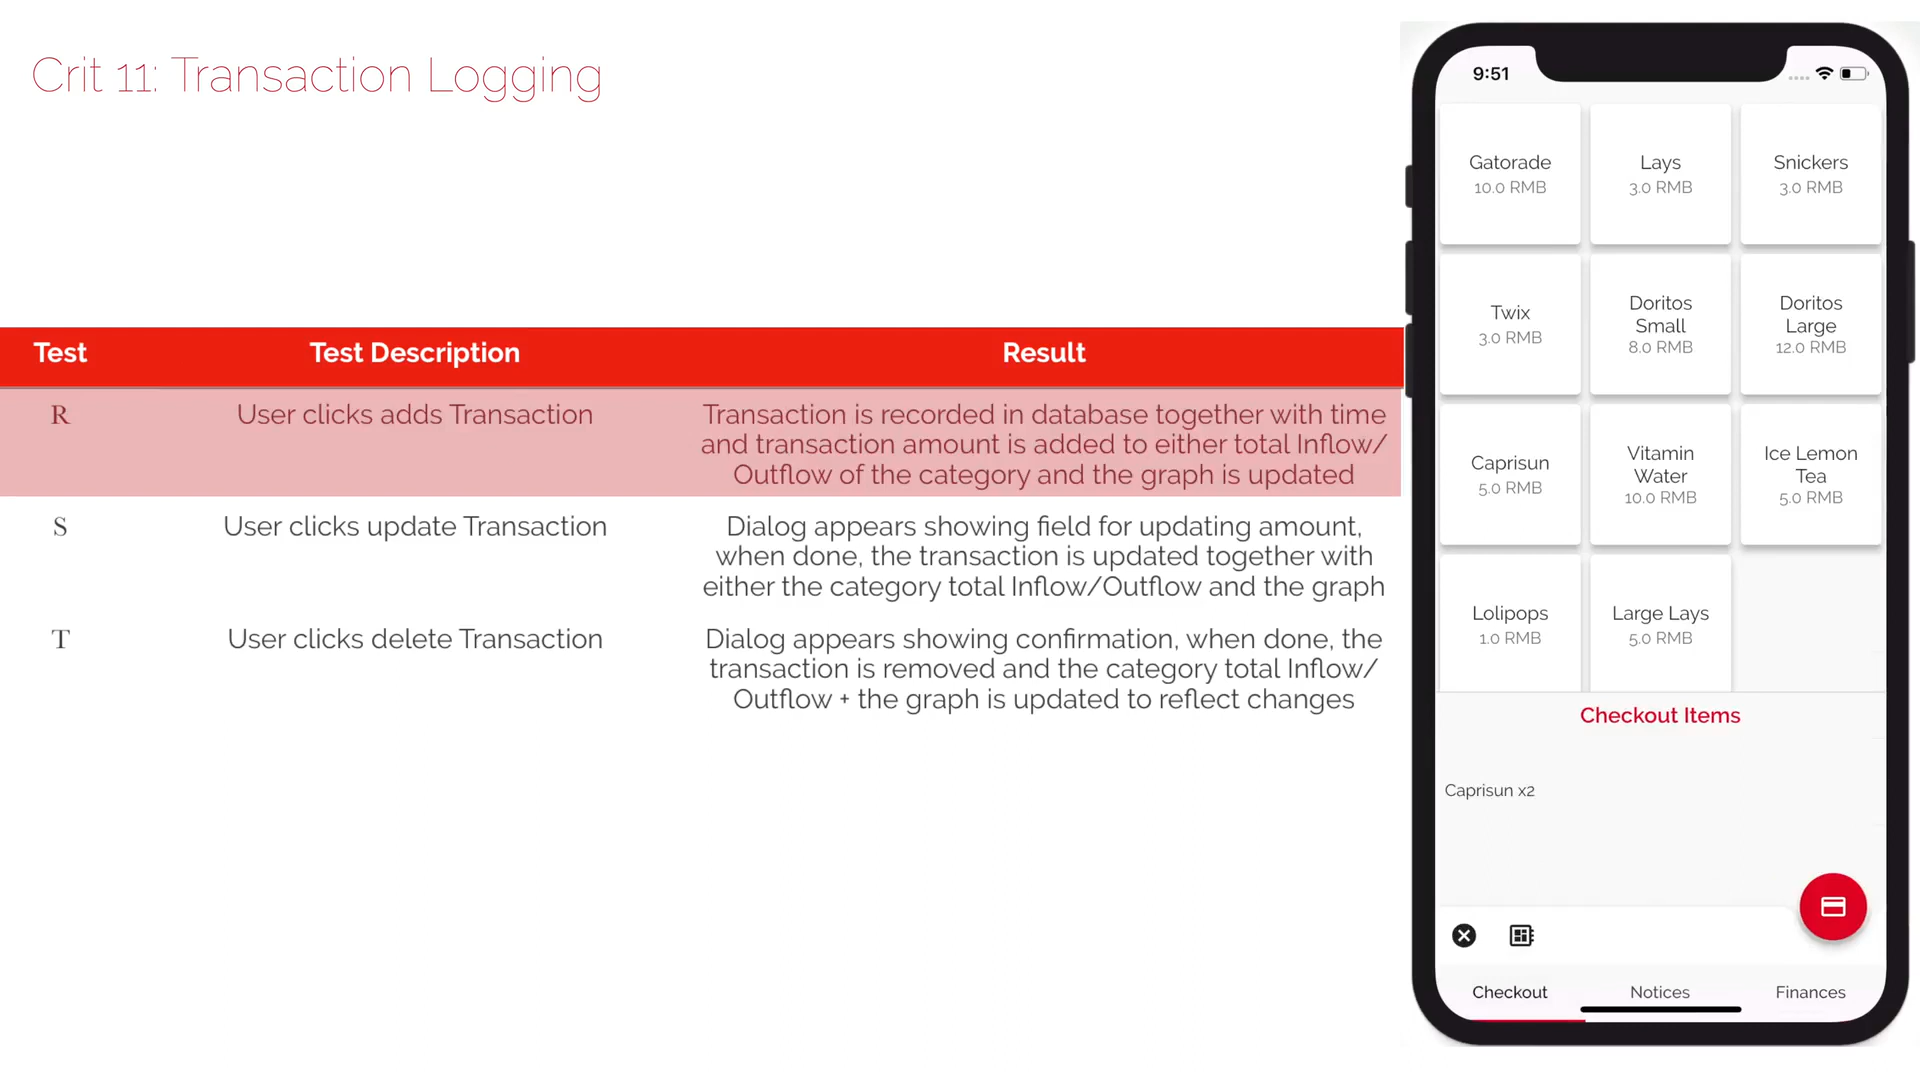 Crit 11: Transaction Logging
Test
Test Description
Result
R
User clicks adds Transaction
Transaction is recorded in database together with time
and transaction amount is added to either total Inflow/
Outflow of the category and the graph is updated
S
User clicks update Transaction
Dialog appears showing field for updating amount,
when done, the transaction is updated together with
either the category total Inflow/Outflow and the graph
T
User clicks delete Transaction
Dialog appears showing confirmation, when done, the
transaction is removed and the category total Inflow/
Outflow + the graph is updated to reflect changes
9:51
Gatorade
10.0 RMB
Lays
3.0 RMB
Snickers
3.0 RMB
Twix
3.0 RMB
Doritos
Small
8.0 RMB
Doritos
Large
12.0 RMB
Caprisun
5.0 RMB
Vitamin
Water
10.0 RMB
Ice Lemon
Tea
5.0 RMB
Lolipops
1.0 RMB
Large Lays
5.0 RMB
Checkout Items
Caprisun x2
Checkout
Notices
Finances